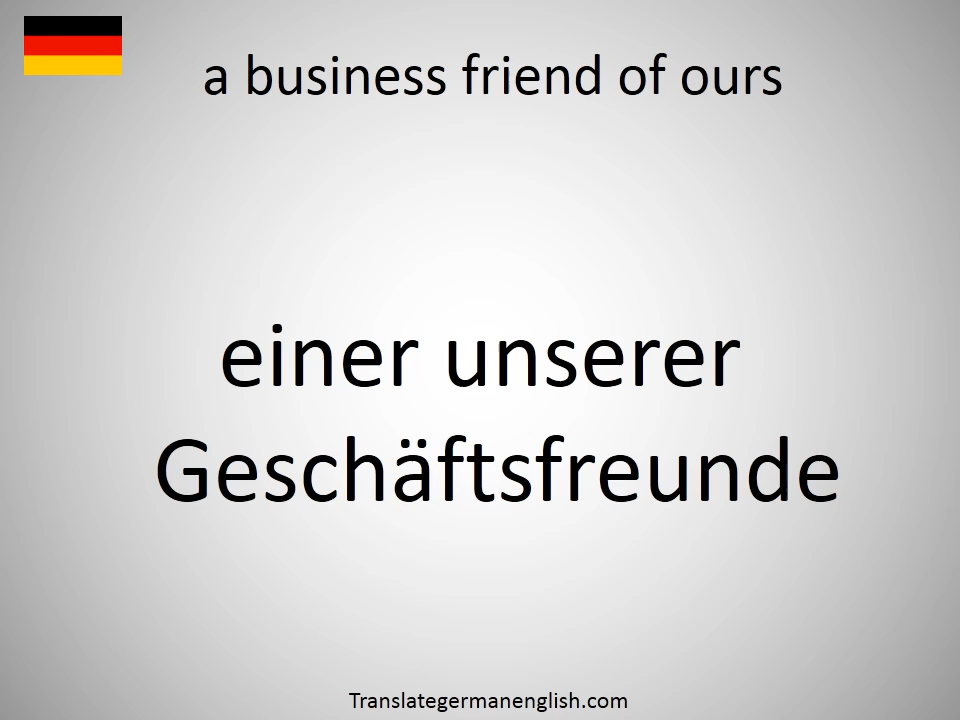 a business friend of ours
einer unserer
Geschäftsfreunde
Translategermanenglish.com